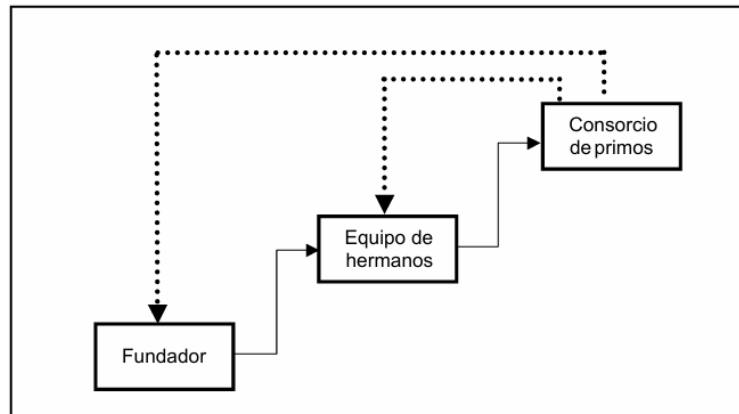 Consorcio
de primos
Equipo de
hermanos
Fundador